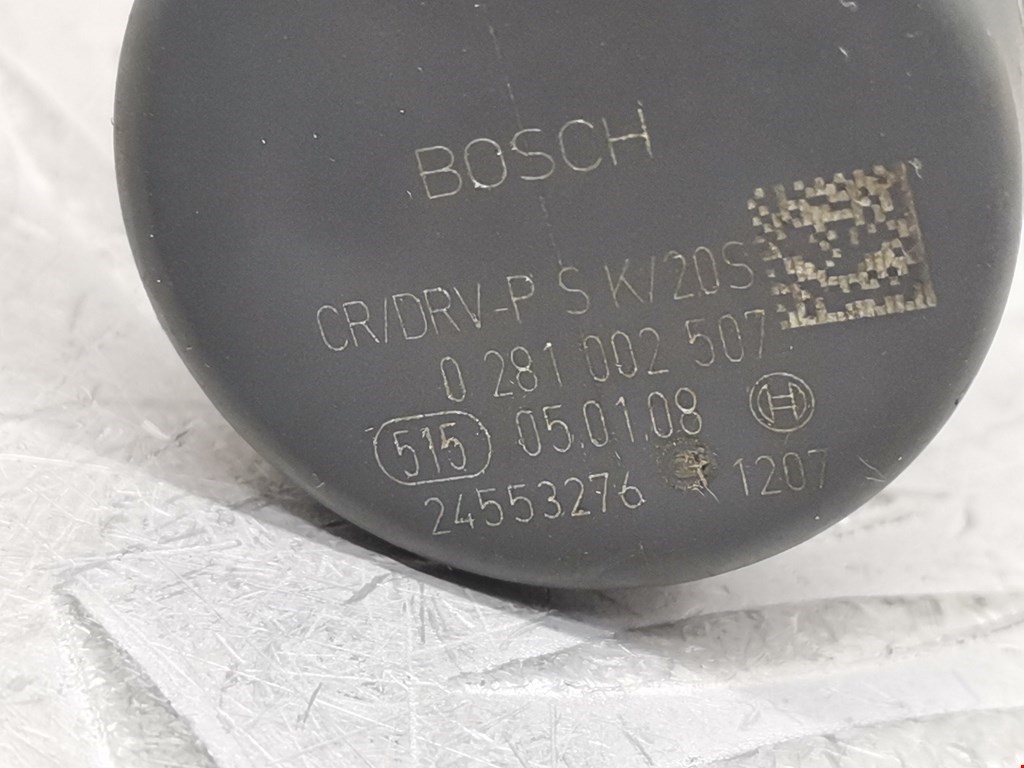 BOSCH
CR/DRV-P S K/20S
0 281 002 507
515 05.01.08
24553276 1207